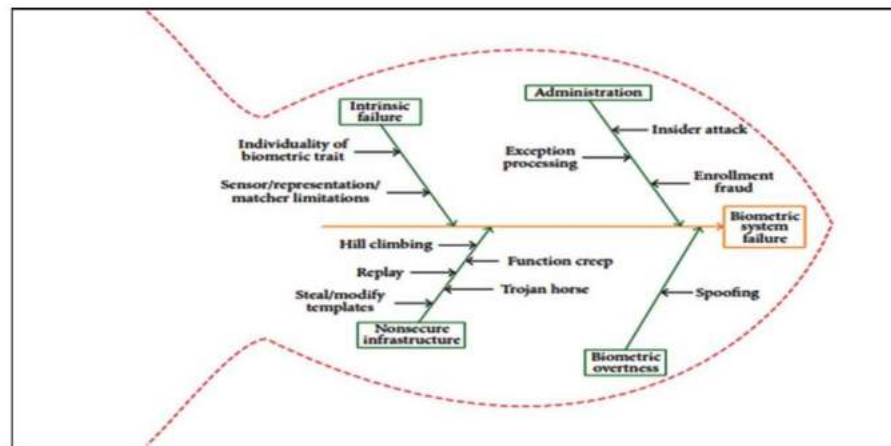 Administration
Intrinsic
failure
Insider attack
Individuality of
biometric trait
Exception
processing
Enrollment
fraud
Sensor/representation/
matcher limitations
Biometric
system
failure
Hill climbing
Function creep
Replay
Trojan horse
Steal/modify
templates
Spoofing
Nonsecure
infrastructure
Biometric
overtness